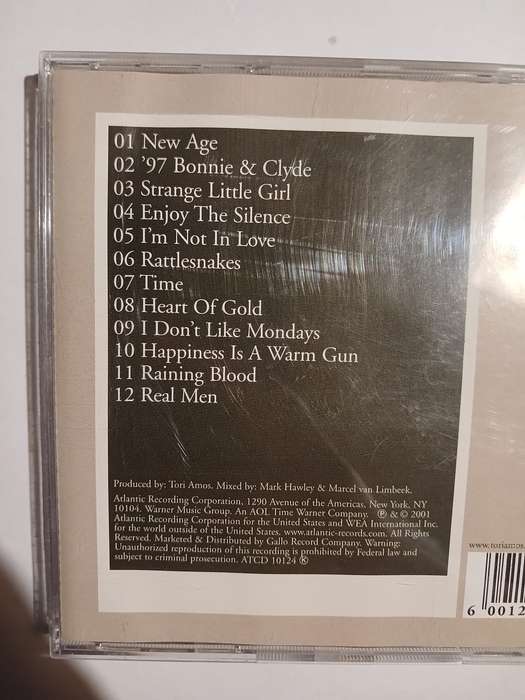 01 New Age
02 '97 Bonnie & Clyde
03 Strange Little Girl
04 Enjoy The Silence
05 I'm Not In Love
06 Rattlesnakes
07 Time
08 Heart Of Gold
09 I Don't Like Mondays
10 Happiness Is A Warm Gun
11 Raining Blood
12 Real Men
Produced by: Tori Amos. Mixed by: Mark Hawley & Marcel van Limbeek.
Atlantic Recording Corporation, 1290 Avenue of the Americas, New York, NY
10104. Warner Music Group. An AOL Time Warner Company. ℗ & © 2001
Atlantic Recording Corporation for the United States and WEA International Inc.
for the world outside of the United States. www.atlantic-records.com. All Rights
Reserved. Marketed & Distributed by Gallo Record Company. Warning:
Unauthorized reproduction of this recording is prohibited by Federal law and
subject to criminal prosecution. ATCD 10124 Ⓡ
www.toriamos.
6 0012